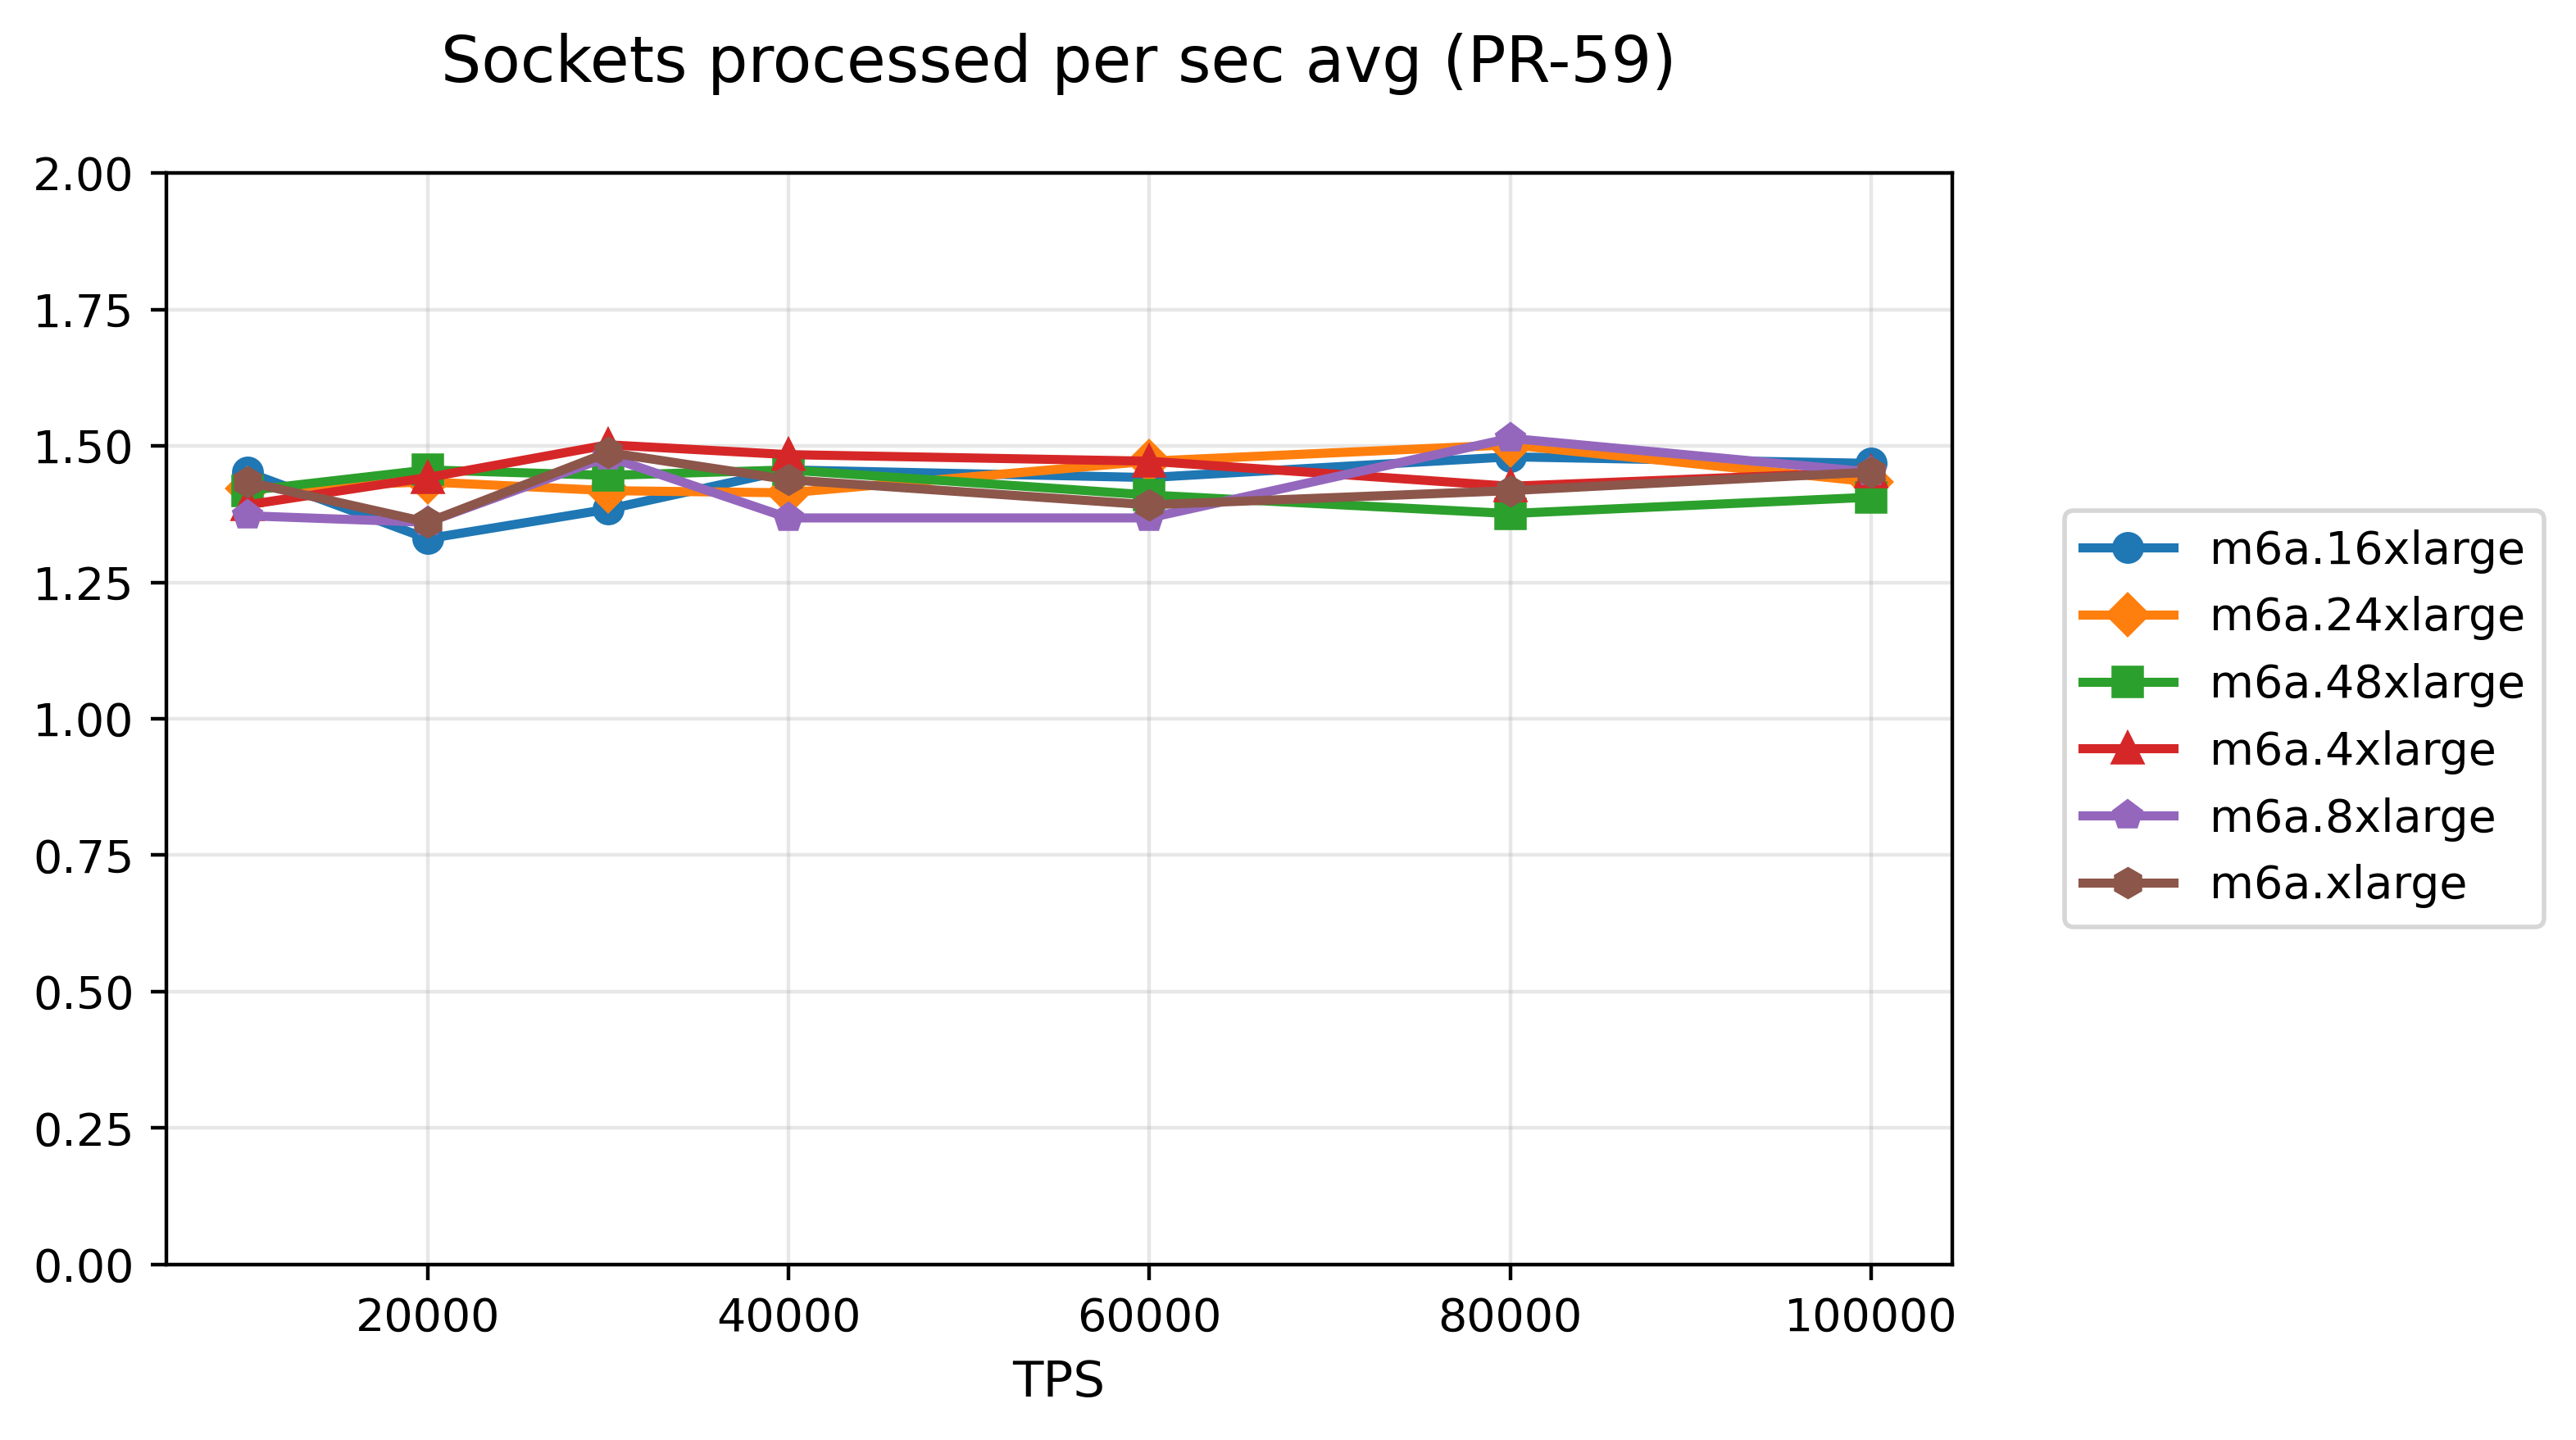 Sockets processed per sec avg (PR-59)
2.00
1.75
1.50
1.25
1.00
0.75
0.50
0.25
0.00
20000 40000 60000 80000 100000
TPS
m6a.16xlarge
m6a.24xlarge
m6a.48xlarge
m6a.4xlarge
m6a.8xlarge
m6a.xlarge